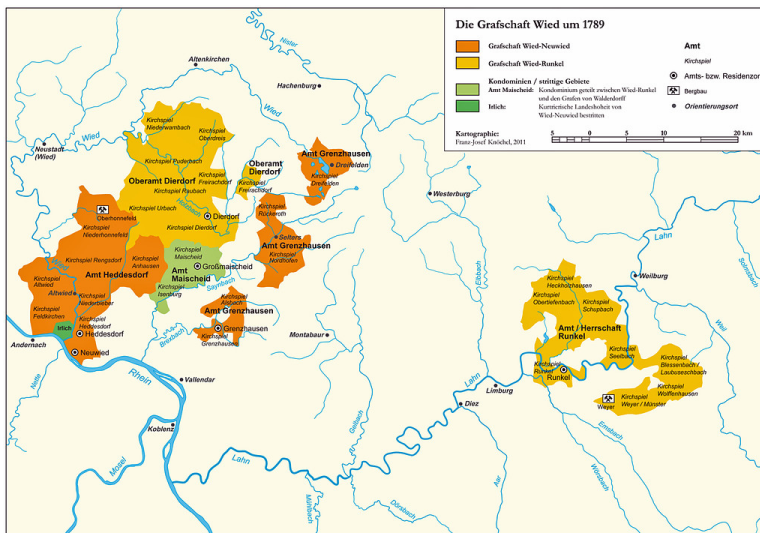 Die Grafschaft Wied um 1789
Grafschaft Wied-Neuwied
Grafschaft Wied-Runkel
Kondominien / strittige Gebiete
Amt Maischeid: Kondominium geteilt zwischen Wied-Runkel
und den Grafen von Walderdorff
Irlich: Kurtrierische Landeshoheit von
Wied-Neuwied bestritten
Kartographie:
Franz-Josef Knöchel, 2011
Amt
Kirchspiel
Amts- bzw. Residenzort
Bergbau
Orientierungsort
5 0 5 10 20 km
Nister
Altenkirchen
Hachenburg
Wied
Wied
Neustadt
(Wied)
Kirchspiel
Niederwambach
Kirchspiel
Oberdreis
Kirchspiel Puderbach
Oberamt Dierdorf
Kirchspiel
Freirachdorf
Kirchspiel Raubach
Oberamt
Dierdorf
Kirchspiel
Freirachdorf
Amt Grenzhausen
Dreifelden
Kirchspiel
Dreifelden
Westerburg
Kirchspiel Urbach
Holzbach
Dierdorf
Kirchspiel Dierdorf
Oberhonnefeld
Kirchspiel
Niederhonnefeld
Kirchspiel
Rückeroth
Selters
Amt Grenzhausen
Kirchspiel
Nordhofen
Kirchspiel
Maischeid
Großmaischeid
Amt
Maischeid
Kirchspiel
Isenburg
Saynbach
Kirchspiel Rengsdorf
Kirchspiel
Anhausen
Amt Heddesdorf
Wied
Kirchspiel
Altwied
Altwied
Kirchspiel
Niederbieber
Kirchspiel
Feldkirchen
Kirchspiel
Heddesdorf
Irlich
Heddesdorf
Neuwied
Andernach
Nette
Kirchspiel
Alsbach
Amt Grenzhausen
Grenzhausen
Kirchspiel
Grenzhausen
Brexbach
Montabaur
Rhein
Vallendar
Koblenz
Mosel
Lahn
Mühlbach
Gelbach
Dörsbach
Aar
Diez
Limburg
Lahn
Elbbach
Lahn
Weilburg
Solmsbach
Weil
Kirchspiel
Heckholzhausen
Kirchspiel
Obertiefenbach
Kirchspiel
Schupbach
Amt / Herrschaft
Runkel
Kirchspiel
Seelbach
Kirchspiel
Runkel
Runkel
Kirchspiel
Blessenbach /
Laubuseschbach
Kirchspiel
Wolffenhausen
Kirchspiel
Weyer / Münster
Weyer
Emsbach
Wörsbach